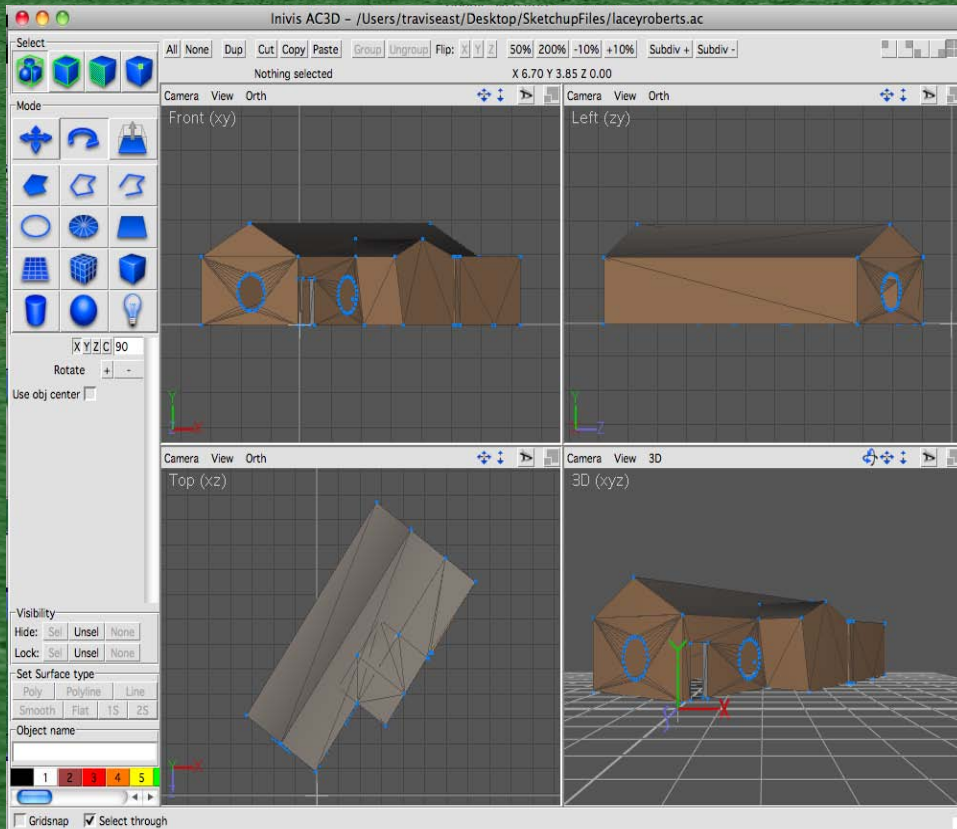 Inivis AC3D - /Users/traviseast/Desktop/SketchupFiles/laceyroberts.ac
Select
All None Dup Cut Copy Paste Group Ungroup Flip: X Y Z 50% 200% -10% +10% Subdiv + Subdiv -
Nothing selected X 6.70 Y 3.85 Z 0.00
Mode
Camera View Orth
Front (xy)
Y
X
Camera View Orth
Left (zy)
Y
Z
X Y Z C 90
Rotate + -
Use obj center
Camera View Orth
Top (xz)
X
Camera View 3D
3D (xyz)
Y
X
Visibility
Hide: Sel Unsel None
Lock: Sel Unsel None
Set Surface type
Poly Polyline Line
Smooth Flat 1S 2S
Object name
1 2 3 4 5
Gridsnap Select through